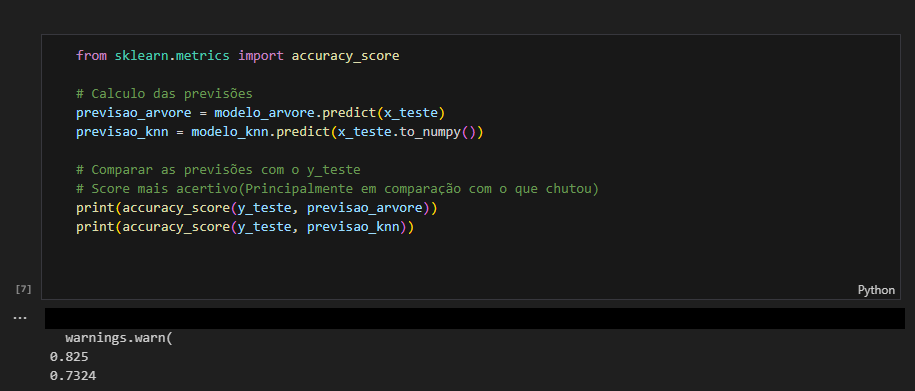 from sklearn.metrics import accuracy_score
# Calculo das previsões
previsao_arvore = modelo_arvore.predict(x_teste)
previsao_knn = modelo_knn.predict(x_teste.to_numpy())
# Comparar as previsões com o y_teste
# Score mais acertivo(Principalmente em comparação com o que chutou)
print(accuracy_score(y_teste, previsao_arvore))
print(accuracy_score(y_teste, previsao_knn))
[7]
Python
...
warnings.warn(
0.825
0.7324